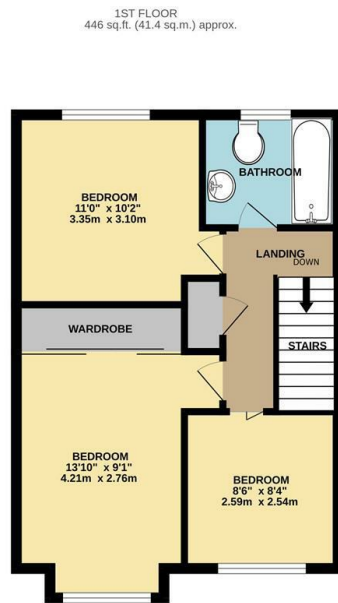 1ST FLOOR
446 sq.ft. (41.4 sq.m.) approx.
BEDROOM
11'0" x 10'2"
3.35m x 3.10m
BATHROOM
LANDING
DOWN
WARDROBE
STAIRS
BEDROOM
13'10" x 9'1"
4.21m x 2.76m
BEDROOM
8'6" x 8'4"
2.59m x 2.54m